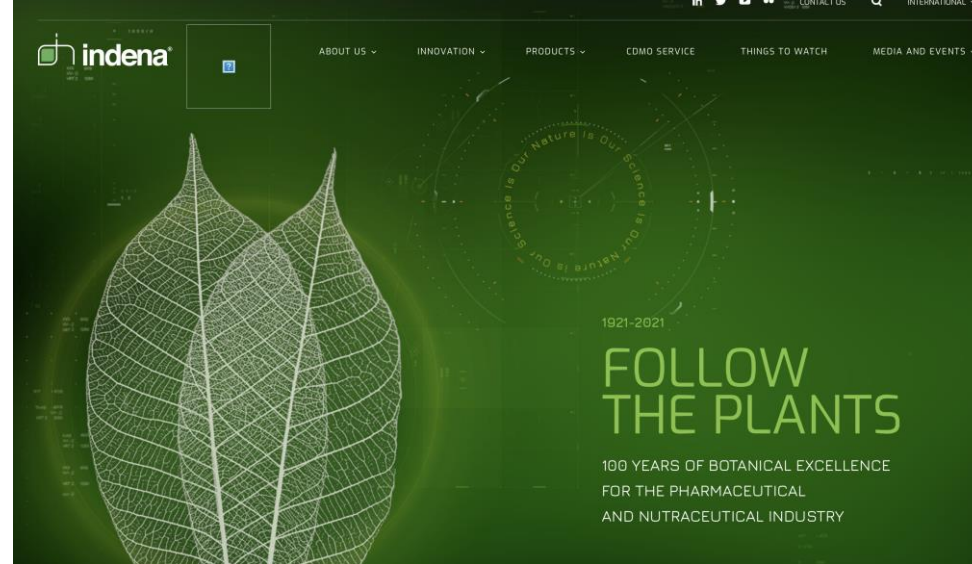 CONTACT US
INTERNATIONAL
indena®
ABOUT US
INNOVATION
PRODUCTS
CDMO SERVICE
THINGS TO WATCH
MEDIA AND EVENTS
Our Nature is Our Science is Our Nature is Our Science is
1921-2021
FOLLOW
THE PLANTS
100 YEARS OF BOTANICAL EXCELLENCE
FOR THE PHARMACEUTICAL
AND NUTRACEUTICAL INDUSTRY